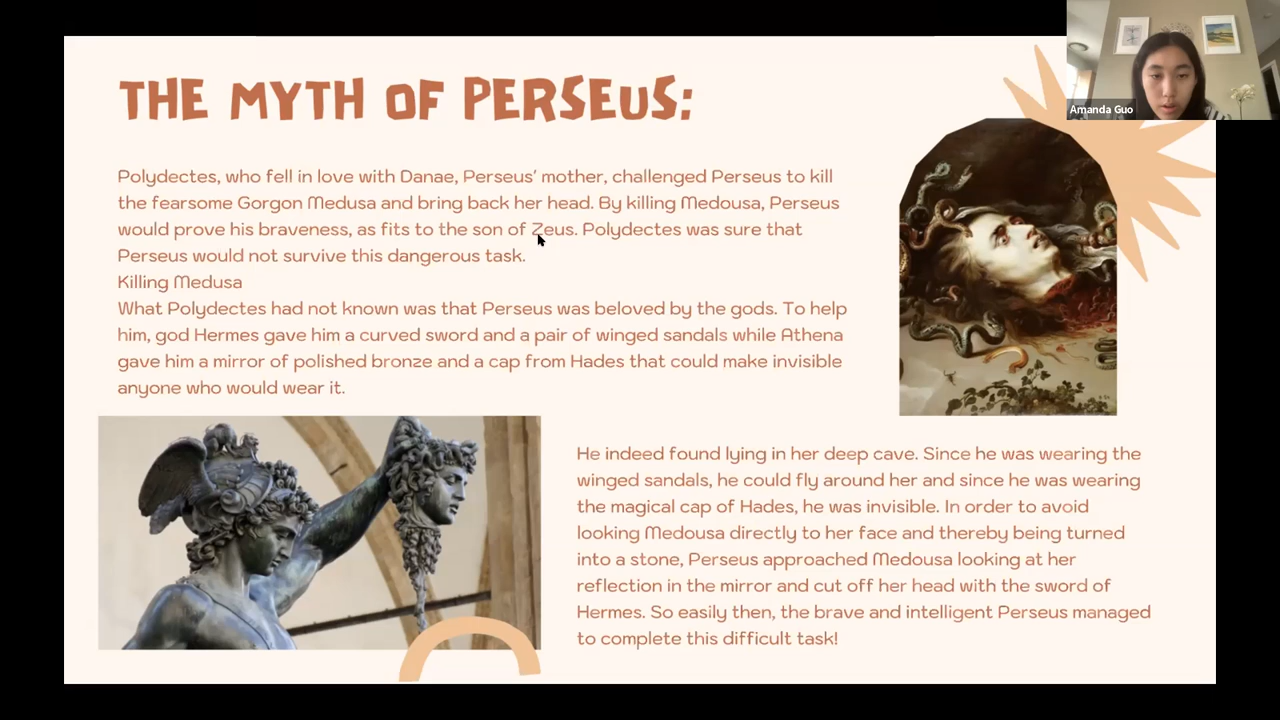 THE MYTH OF PERSEUS:
Amanda Guo
Polydectes, who fell in love with Danae, Perseus' mother, challenged Perseus to kill
the fearsome Gorgon Medusa and bring back her head. By killing Medousa, Perseus
would prove his braveness, as fits to the son of Zeus. Polydectes was sure that
Perseus would not survive this dangerous task.
Killing Medusa
What Polydectes had not known was that Perseus was beloved by the gods. To help
him, god Hermes gave him a curved sword and a pair of winged sandals while Athena
gave him a mirror of polished bronze and a cap from Hades that could make invisible
anyone who would wear it.
He indeed found lying in her deep cave. Since he was wearing the
winged sandals, he could fly around her and since he was wearing
the magical cap of Hades, he was invisible. In order to avoid
looking Medousa directly to her face and thereby being turned
into a stone, Perseus approached Medousa looking at her
reflection in the mirror and cut off her head with the sword of
Hermes. So easily then, the brave and intelligent Perseus managed
to complete this difficult task!